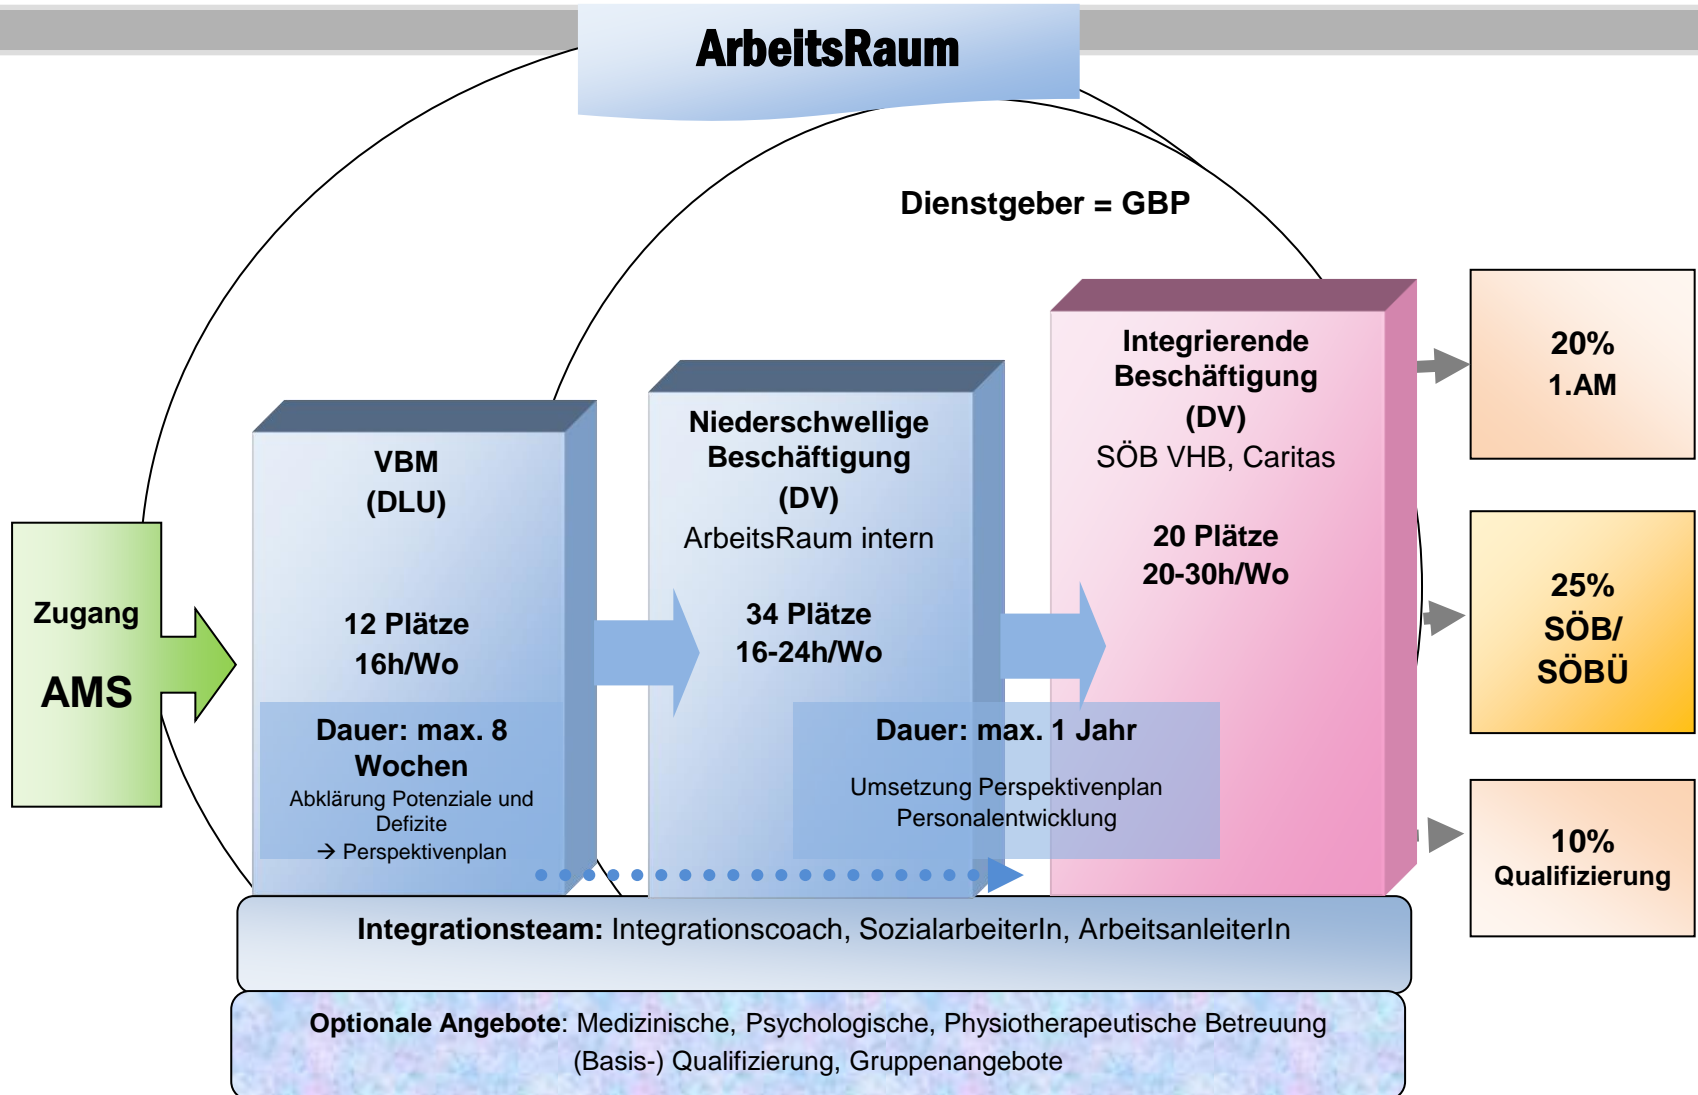 ArbeitsRaum
Dienstgeber = GBP
Zugang
AMS
VBM
(DLU)
12 Plätze
16h/Wo
Dauer: max. 8
Wochen
Abklärung Potenziale und
Defizite
→ Perspektivenplan
Niederschwellige
Beschäftigung
(DV)
ArbeitsRaum intern
34 Plätze
16-24h/Wo
Integrierende
Beschäftigung
(DV)
SÖB VHB, Caritas
20 Plätze
20-30h/Wo
Dauer: max. 1 Jahr
Umsetzung Perspektivenplan
Personalentwicklung
20%
1.AM
25%
SÖB/
SÖBÜ
10%
Qualifizierung
Integrationsteam: Integrationscoach, SozialarbeiterIn, ArbeitsanleiterIn
Optionale Angebote: Medizinische, Psychologische, Physiotherapeutische Betreuung
(Basis-) Qualifizierung, Gruppenangebote